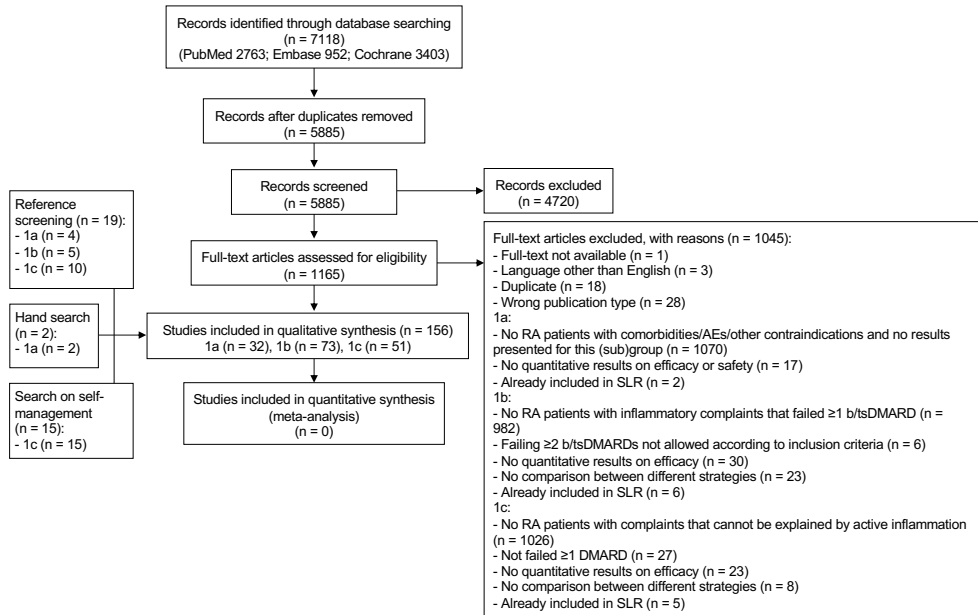 Records identified through database searching
(n = 7118)
(PubMed 2763; Embase 952; Cochrane 3403)
Records after duplicates removed
(n = 5885)
Records screened
(n = 5885)
Records excluded
(n = 4720)
Reference
screening (n = 19):
- 1a (n = 4)
- 1b (n = 5)
- 1c (n = 10)
Full-text articles assessed for eligibility
(n = 1165)
Hand search
(n = 2):
- 1a (n = 2)
Studies included in qualitative synthesis (n = 156)
1a (n = 32), 1b (n = 73), 1c (n = 51)
Search on self-
management
(n = 15):
- 1c (n = 15)
Studies included in quantitative synthesis
(meta-analysis)
(n = 0)
Full-text articles excluded, with reasons (n = 1045):
- Full-text not available (n = 1)
- Language other than English (n = 3)
- Duplicate (n = 18)
- Wrong publication type (n = 28)
1a:
- No RA patients with comorbidities/AEs/other contraindications and no results
presented for this (sub)group (n = 1070)
- No quantitative results on efficacy or safety (n = 17)
- Already included in SLR (n = 2)
1b:
- No RA patients with inflammatory complaints that failed ≥1 b/tsDMARD (n =
982)
- Failing ≥2 b/tsDMARDs not allowed according to inclusion criteria (n = 6)
- No quantitative results on efficacy (n = 30)
- No comparison between different strategies (n = 23)
- Already included in SLR (n = 6)
1c:
- No RA patients with complaints that cannot be explained by active inflammation
(n = 1026)
- Not failed ≥1 DMARD (n = 27)
- No quantitative results on efficacy (n = 23)
- No comparison between different strategies (n = 8)
- Already included in SLR (n = 5)